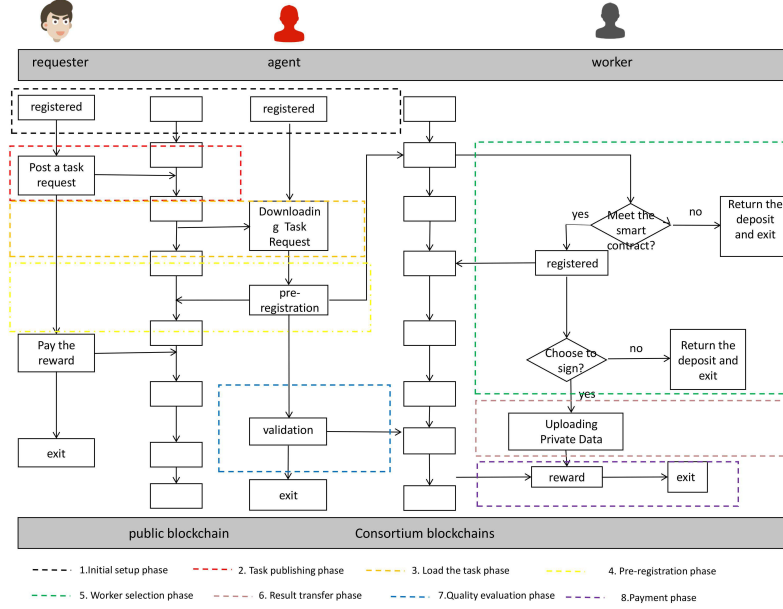 requester
agent
worker
registered
registered
Post a task
request
Downloadin
g Task
Request
pre-
registration
Pay the
reward
validation
exit
exit
Meet the
smart
contract?
yes
no
Return the
deposit
and exit
registered
Choose to
sign?
no
Return the
deposit and
exit
yes
Uploading
Private Data
reward
exit
public blockchain
Consortium blockchains
1.Initial setup phase
2. Task publishing phase
3. Load the task phase
4. Pre-registration phase
5. Worker selection phase
6. Result transfer phase
7.Quality evaluation phase
8.Payment phase